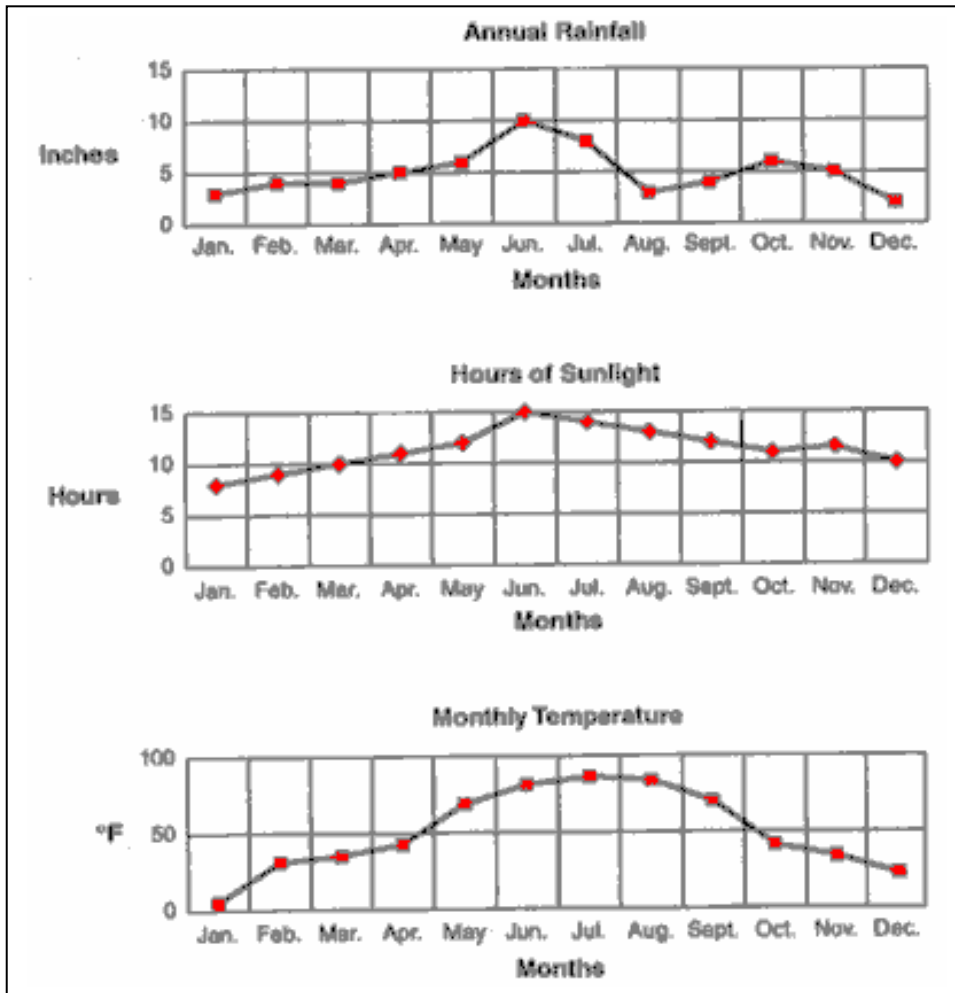 Annual Rainfall
15
10
Inches
5
0
Jan. Feb. Mar. Apr. May Jun. Jul. Aug. Sept. Oct. Nov. Dec.
Months
Hours of Sunlight
15
10
Hours
5
0
Jan. Feb. Mar. Apr. May Jun. Jul. Aug. Sept. Oct. Nov. Dec.
Months
Monthly Temperature
100
°F
50
0
Jan. Feb. Mar. Apr. May Jun. Jul. Aug. Sept. Oct. Nov. Dec.
Months